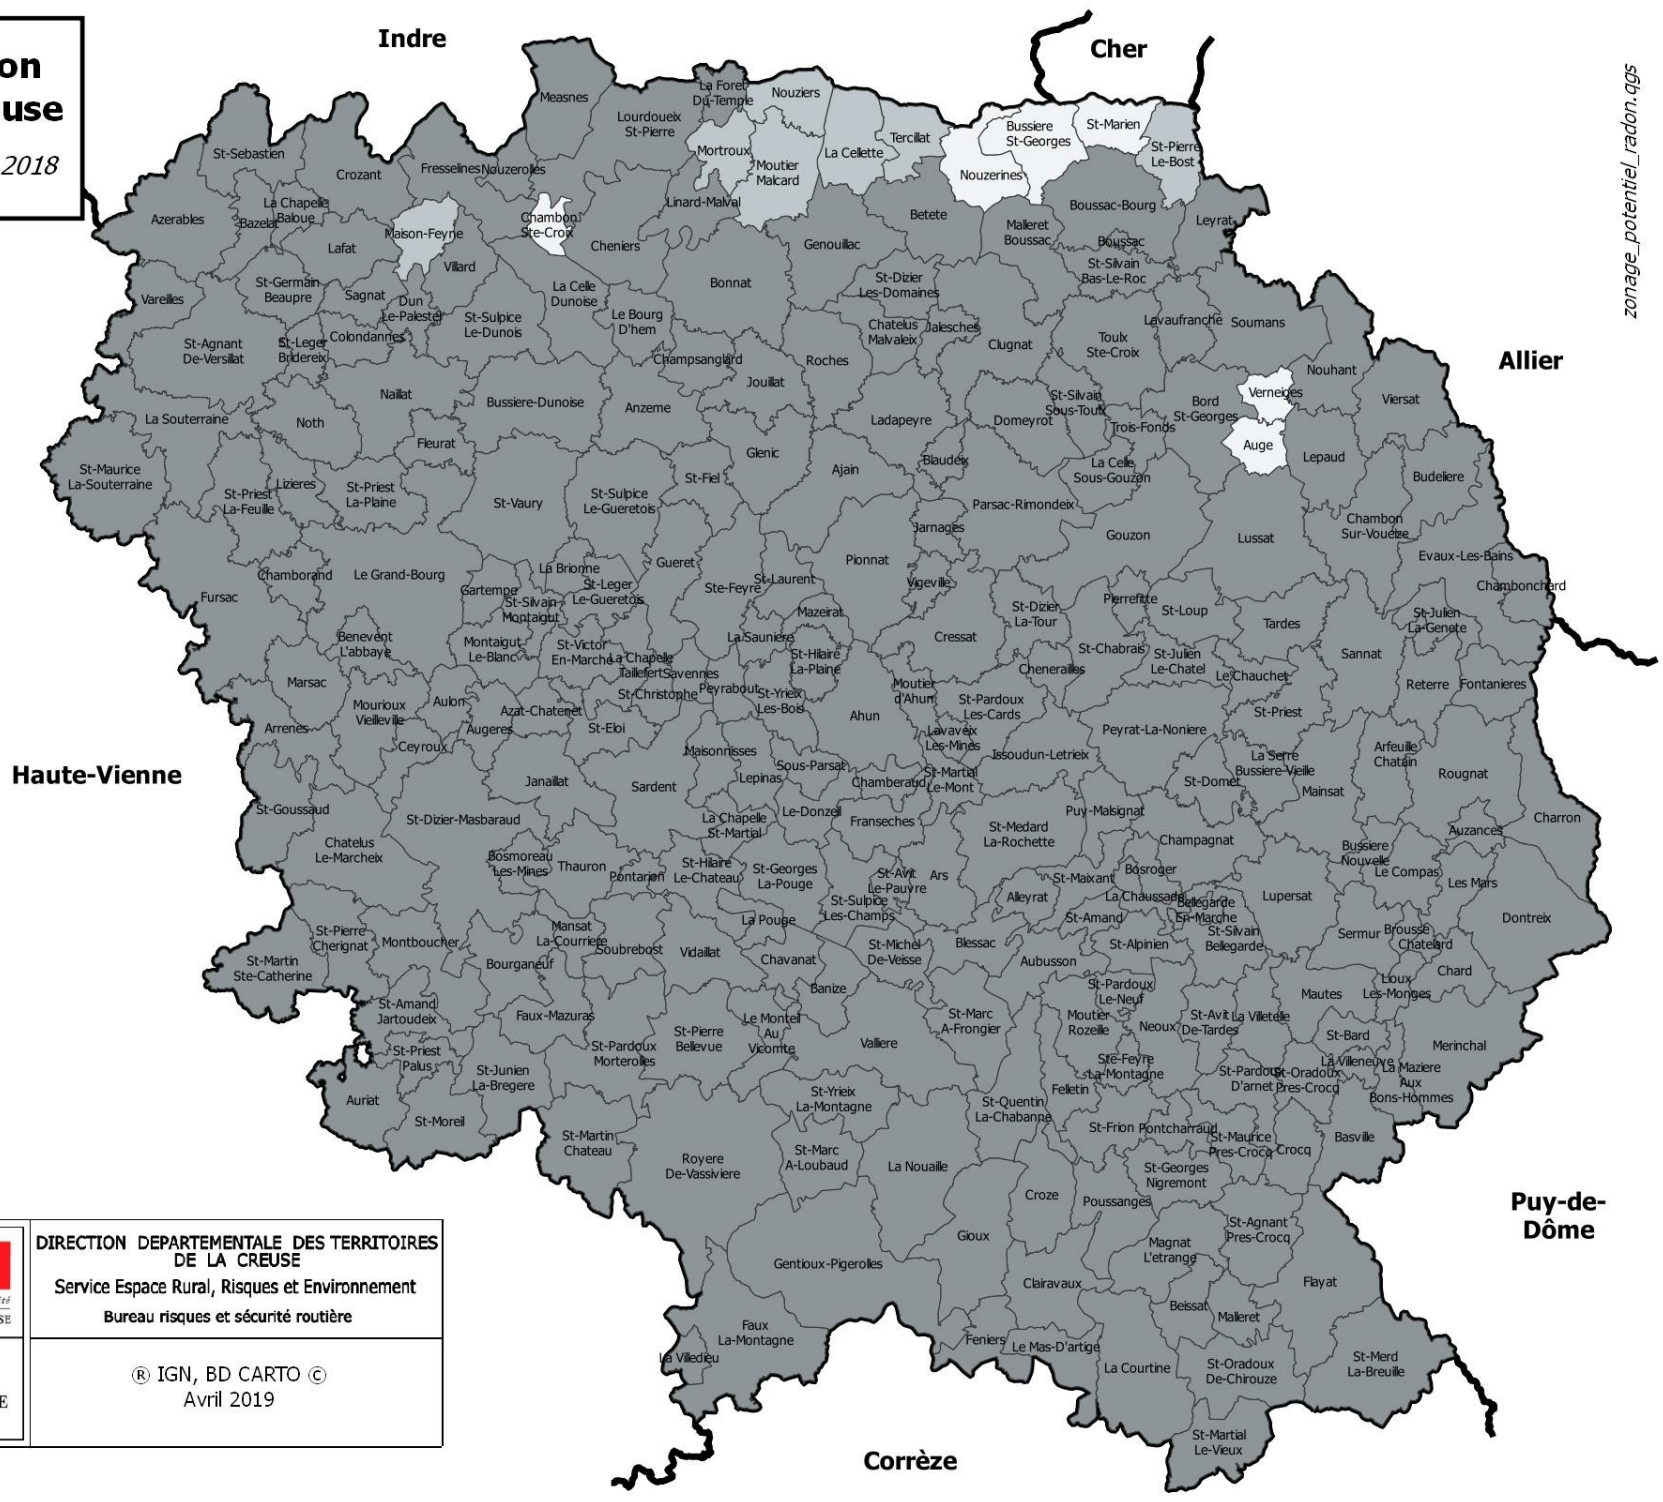 on
use
2018
Indre
Cher
zonage_potentiel_radon.qgs
Measnes
La Foret
Du-Temple
Nouziers
Lourdoueix
St-Pierre
Bussiere
St-Georges
St-Marien
Tercillat
Mortroux
La Cellette
St-Pierre
Le-Bost
Moutier
Malcard
St-Sebastien
Crozant
Fresselines
Nouzerolles
Nouzerines
La Chapelle
Baloue
Azerables
Bazelat
Linard-Malval
Boussac-Bourg
Betete
Leyrat
Chambon
Ste-Croix
Maison-Feyne
Malleret
Boussac
Boussac
Lafat
Cheniers
Genouillac
Villard
St-Silvain
Bas-Le-Roc
St-Germain
Beaupre
Sagnat
Bonnat
La Celle
Dunoise
St-Dizier
Les-Domaines
Vareilles
Dun
Le-Palestel
St-Sulpice
Le-Dunois
Le Bourg
D'hem
Lavaufranche
Soumans
Chatelus
Malvaleix
Jalesches
St-Agnant
De-Versillat
St-Leger
Bridereix
Colondannes
Toulx
Ste-Croix
Clugnat
Champsanglard
Roches
Allier
Nouhant
Jouillat
Naillat
Verneiges
Viersat
Bussiere-Dunoise
Anzeme
St-Silvain
Sous-Toulx
Bord
St-Georges
La Souterraine
Noth
Ladapeyre
Domeyrot
Trois-Fonds
Fleurat
Glenic
Auge
Lepaud
Blaudeix
Ajain
St-Maurice
La-Souterraine
La Celle
Sous-Gouzon
Budeliere
Lizieres
St-Priest
La-Plaine
St-Fiel
St-Priest
La-Feuille
St-Vaury
St-Sulpice
Le-Gueretois
Parsac-Rimondeix
Jarnages
Gouzon
Chambon
Sur-Voueize
Lussat
Evaux-Les-Bains
Chamborand
Le Grand-Bourg
La Brionne
Gueret
Pionnat
Chambonchard
Gartempe
St-Leger
Le-Gueretois
Ste-Feyre
St-Laurent
Vigeville
Fursac
St-Silvain
Montaigut
Mazeirat
St-Dizier
La-Tour
Pierrefitte
St-Loup
Tardes
St-Julien
La-Genete
Benevent
L'abbaye
Montaigut
Le-Blanc
St-Victor
En-Marche
La Sauniere
Cressat
La Chapelle
Taillefert
Savennes
St-Hilaire
La-Plaine
St-Chabrais
St-Julien
Le-Chatel
Sannat
Chenerailles
Le Chauchet
Marsac
Reterre
Fontanieres
St-Christophe
Peyrabout
St-Yrieix
Les-Bois
Moutier
d'Ahun
St-Pardoux
Les-Cards
Mourioux
Vieilleville
Aulon
Azat-Chatenet
Ahun
St-Priest
Arrenes
Augeres
St-Eloi
Lavaveix
Les-Mines
Peyrat-La-Noniere
Ceyroux
Maisonnisses
Issoudun-Letrieix
La Serre
Bussiere-Vieille
Arfeuille
Chatain
Haute-Vienne
Janaillat
Sardent
Lepinas
Sous-Parsat
Chamberaud
St-Martial
Le-Mont
St-Domet
Mainsat
Rougnat
St-Goussaud
St-Dizier-Masbaraud
La Chapelle
St-Martial
Le-Donzeil
Franseches
Puy-Malsignat
Charron
St-Medard
La-Rochette
Auzances
Chatelus
Le-Marcheix
Champagnat
Bussiere
Nouvelle
Bosmoreau
Les-Mines
Thauron
Pontarion
St-Hilaire
Le-Chateau
St-Georges
La-Pouge
St-Avit
Le-Pauvre
Ars
St-Maixant
Bosroger
Le Compas
Les Mars
Alleyrat
La Chaussade
Bellegarde
En-Marche
Lupersat
St-Sulpice
Les-Champs
St-Amand
La Pouge
Dontreix
St-Pierre
Cherignat
Montboucher
Mansat
La-Courriere
Soubrebost
Vidaillat
St-Michel
De-Veisse
Blessac
St-Alpinien
St-Silvain
Bellegarde
Sermur
Brousse
Chatelard
St-Martin
Ste-Catherine
Bourganeuf
Chavanat
Aubusson
Chard
Banize
St-Pardoux
Le-Neuf
Mautes
Lioux
Les-Monges
St-Amand
Jartoudeix
Faux-Mazuras
St-Marc
A-Frongier
Moutier
Rozeille
Neoux
St-Avit
De-Tardes
La Villetelle
Le Monteil
Au
Vicomte
St-Pierre
Bellevue
Valliere
St-Bard
Merinchal
St-Priest
Palus
St-Pardoux
Morterolles
Ste-Feyre
La-Montagne
La Villeneuve
La Maziere
Aux
Bons-Hommes
St-Junien
La-Bregere
St-Pardoux
D'arnet
St-Oradoux
Pres-Crocq
Felletin
Auriat
St-Yrieix
La-Montagne
St-Quentin
La-Chabanne
St-Moreil
St-Frion
Pontcharraud
St-Maurice
Pres-Crocq
Crocq
Basville
St-Martin
Chateau
Royere
De-Vassiviere
St-Marc
A-Loubaud
La Nouaille
St-Georges
Nigremont
Croze
Poussanges
Puy-de-
Dôme
St-Agnant
Pres-Crocq
Gioux
Magnat
L'etrange
DIRECTION DEPARTEMENTALE DES TERRITOIRES
DE LA CREUSE
Service Espace Rural, Risques et Environnement
Bureau risques et sécurité routière
Gentioux-Pigerolles
Clairavaux
Flayat
Beissat
Malleret
Faux
La-Montagne
Feniers
Le Mas-D'artige
La Villedieu
La Courtine
St-Oradoux
De-Chirouze
St-Merd
La-Breuille
® IGN, BD CARTO ©
Avril 2019
St-Martial
Le-Vieux
Corrèze